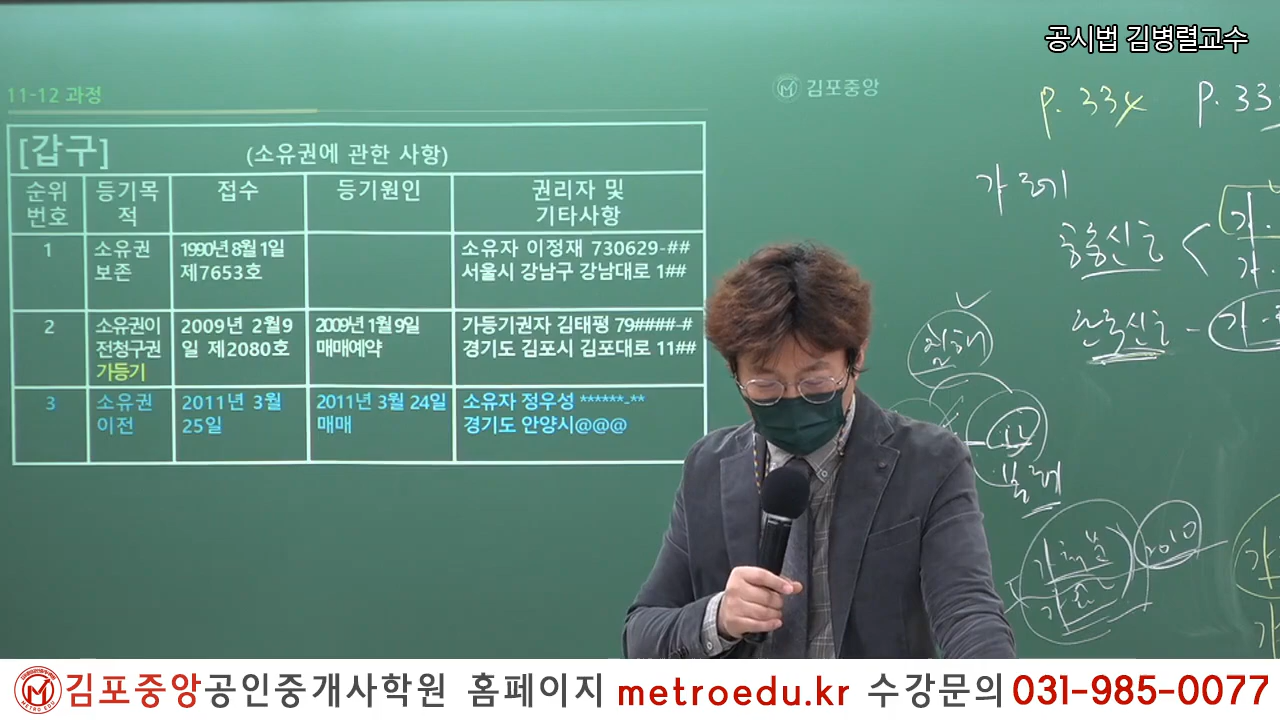 공시법 김병렬교수
11-12 과정
김포중앙
P. 334 P. 33
[갑구] (소유권에 관한 사항)
순위
번호
등기목
적
접수
등기원인
권리자 및
기타사항
1
소유권
보존
1990년 8월 1일
제7653호
소유자 이정재 730629-##
서울시 강남구 강남대로 1##
2
소유권이
전청구권
가등기
2009년 2월9
일 제2080호
2009년 1월 9일
매매예약
가등기권자 김태평 79####-#
경기도 김포시 김포대로 11##
3
소유권
이전
2011년 3월
25일
2011년 3월 24일
매매
소유자 정우성 ******-**
경기도 안양시@@@
가등기
공동신청
단독신청
2010
김포중앙공인중개사학원 홈페이지 metroedu.kr 수강문의 031-985-0077